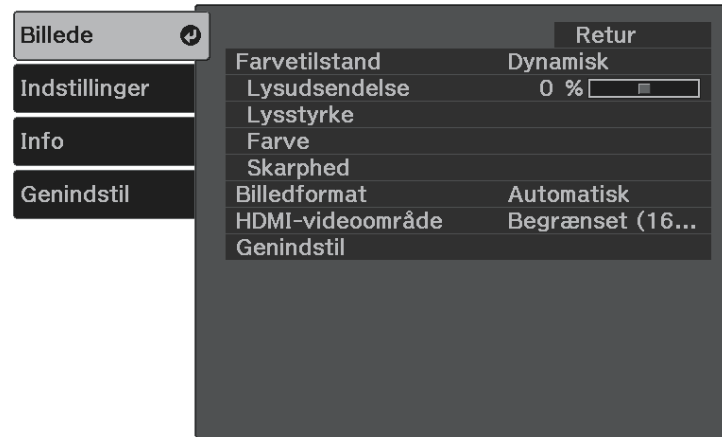 Billede
Indstillinger
Info
Genindstil
Retur
Farvetilstand Dynamisk
Lysudsendelse 0 %
Lysstyrke
Farve
Skarphed
Billedformat Automatisk
HDMI-videoområde Begrænset (16...
Genindstil